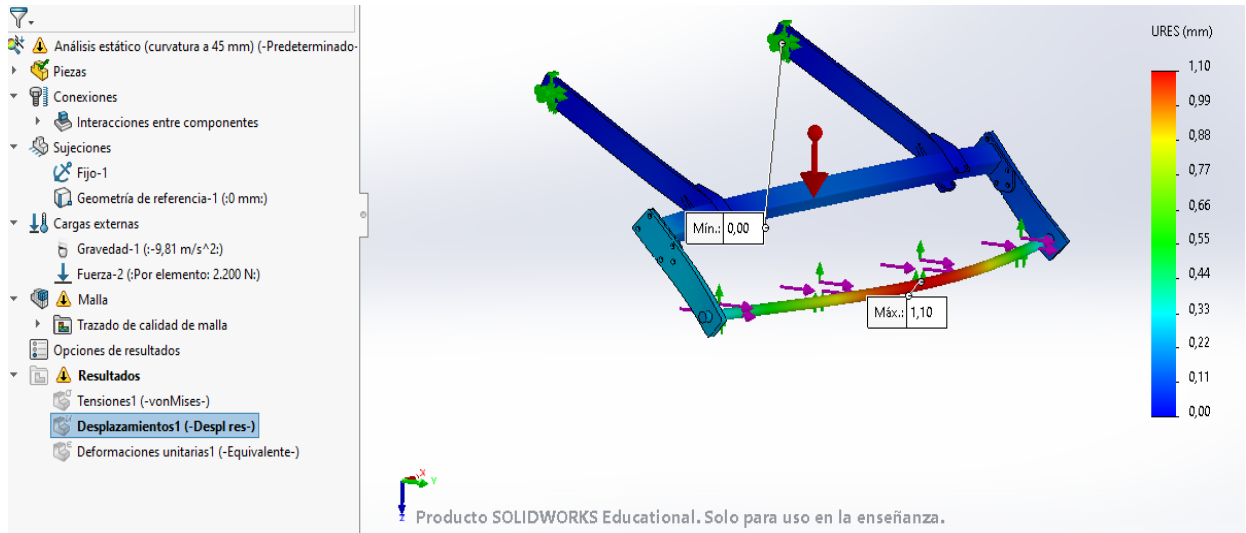 Análisis estático (curvatura a 45 mm) (-Predeterminado-
Piezas
Conexiones
Interacciones entre componentes
Sujeciones
Fijo-1
Geometría de referencia-1 (:0 mm:)
Cargas externas
Gravedad-1 (:-9,81 m/s^2:)
Fuerza-2 (:Por elemento: 2.200 N:)
Malla
Trazado de calidad de malla
Opciones de resultados
Resultados
Tensiones1 (-vonMises-)
Desplazamientos1 (-Despl res-)
Deformaciones unitarias1 (-Equivalente-)
Mín.: 0,00
Máx.: 1,10
URES (mm)
1,10
0,99
0,88
0,77
0,66
0,55
0,44
0,33
0,22
0,11
0,00
X
Y
Z
Producto SOLIDWORKS Educational. Solo para uso en la enseñanza.